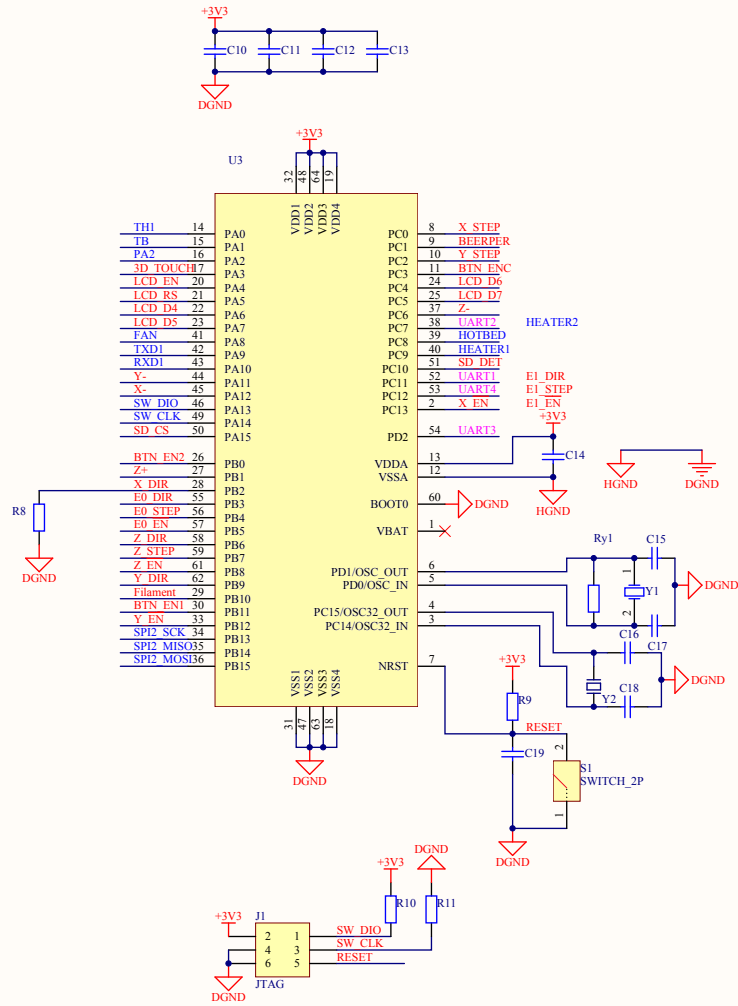 +3V3
C10 C11 C12 C13
DGND
+3V3
U3
32 48 64 19
VDD1 VDD2 VDD3 VDD4
TH1 14 PA0
TB 15 PA1
PA2 16 PA2
3D_TOUCH 17 PA3
LCD_EN 20 PA4
LCD_RS 21 PA5
LCD_D4 22 PA6
LCD_D5 23 PA7
FAN 41 PA8
TXD1 42 PA9
RXD1 43 PA10
Y- 44 PA11
X- 45 PA12
SW_DIO 46 PA13
SW_CLK 49 PA14
SD_CS 50 PA15
BTN_EN2 26 PB0
Z+ 27 PB1
X_DIR 28 PB2
E0_DIR 55 PB3
E0_STEP 56 PB4
E0_EN 57 PB5
Z_DIR 58 PB6
Z_STEP 59 PB7
Z_EN 61 PB8
Y_DIR 62 PB9
Filament 29 PB10
BTN_EN1 30 PB11
Y_EN 33 PB12
SPI2_SCK 34 PB13
SPI2_MISO 35 PB14
SPI2_MOSI 36 PB15
R8
DGND
PC0 8 X_STEP
PC1 9 BEERPER
PC2 10 Y_STEP
PC3 11 BTN_ENC
PC4 24 LCD_D6
PC5 25 LCD_D7
PC6 37 Z-
PC7 38 UART2 HEATER2
PC8 39 HOTBED
PC9 40 HEATER1
PC10 51 SD_DET
PC11 52 UART1 E1_DIR
PC12 53 UART4 E1_STEP
PC13 2 X_EN E1_EN
+3V3
PD2 54 UART3
VDDA 13
VSSA 12
C14
HGND
HGND DGND
BOOT0 60 DGND
VBAT 1
PD1/OSC_OUT 6
PD0/OSC_IN 5
PC15/OSC32_OUT 4
PC14/OSC32_IN 3
NRST 7
Ry1 C15
1 Y1 2
DGND
C16 C17
Y2 C18
DGND
VSS1 VSS2 VSS3 VSS4
31 47 63 18
DGND
+3V3
R9
RESET
C19
2
S1
SWITCH_2P
1
DGND
+3V3
DGND
R10 R11
+3V3
J1
2 1 SW_DIO
4 3 SW_CLK
6 5 RESET
JTAG
DGND